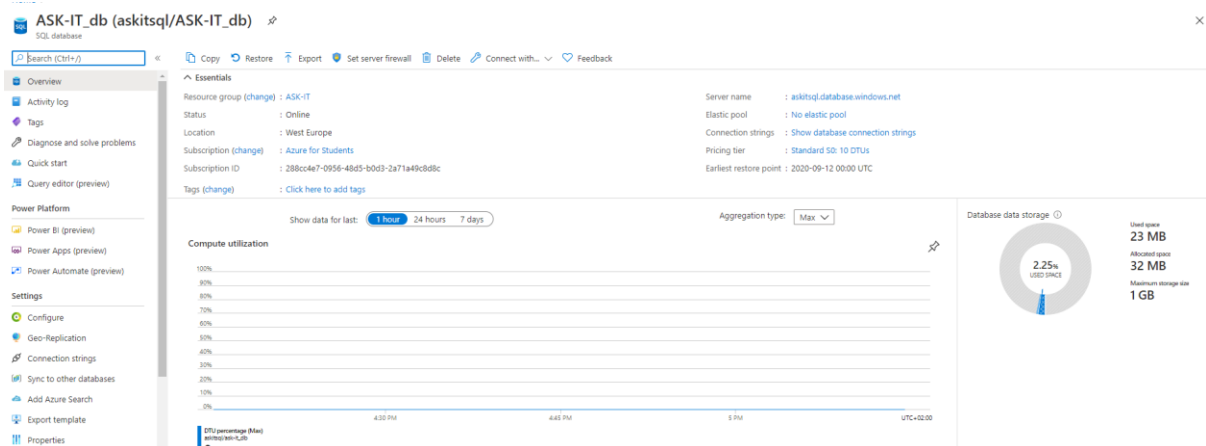 ASK-IT_db (askitsql/ASK-IT_db)
SQL database
Search (Ctrl+/)
Copy Restore Export Set server firewall Delete Connect with... Feedback
Overview
Activity log
Tags
Diagnose and solve problems
Quick start
Query editor (preview)
Power Platform
Power BI (preview)
Power Apps (preview)
Power Automate (preview)
Settings
Configure
Geo-Replication
Connection strings
Sync to other databases
Add Azure Search
Export template
Properties
Essentials
Resource group (change) : ASK-IT
Status : Online
Location : West Europe
Subscription (change) : Azure for Students
Subscription ID : 288cc4e7-0956-48d5-b0d3-2a71a49c8d8c
Tags (change) : Click here to add tags
Server name : askitsql.database.windows.net
Elastic pool : No elastic pool
Connection strings : Show database connection strings
Pricing tier : Standard S0: 10 DTUs
Earliest restore point : 2020-09-12 00:00 UTC
Show data for last: 1 hour 24 hours 7 days
Aggregation type: Max
Compute utilization
100%
90%
80%
70%
60%
50%
40%
30%
20%
10%
0%
4:30 PM 4:45 PM 5 PM UTC+02:00
DTU percentage (Max)
askitsql/ask-it_db
Database data storage
2.25%
USED SPACE
Used space
23 MB
Allocated space
32 MB
Maximum storage size
1 GB